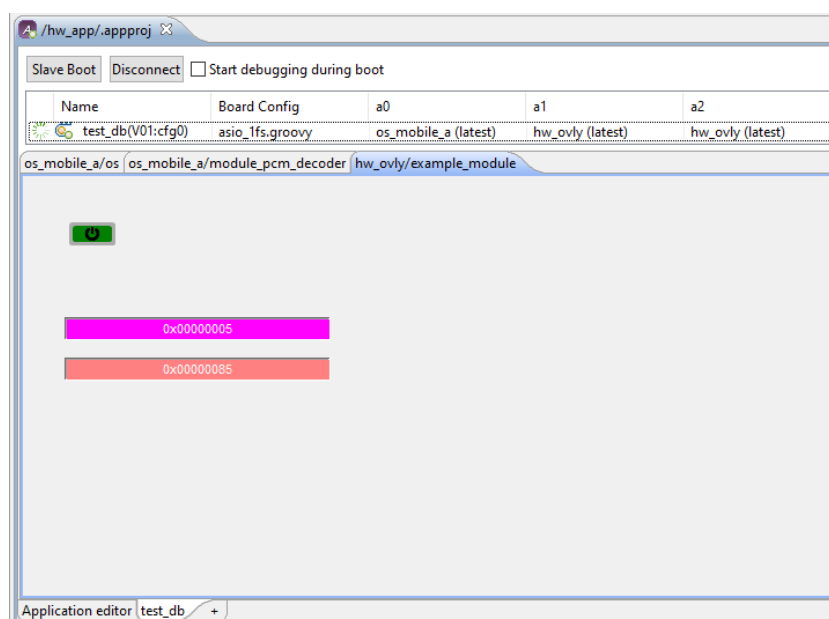 /hw_app/.appproj
Slave Boot Disconnect Start debugging during boot
Name Board Config a0 a1 a2
test_db(V01:cfg0) asio_1fs.groovy os_mobile_a (latest) hw_ovly (latest) hw_ovly (latest)
os_mobile_a/os os_mobile_a/module_pcm_decoder hw_ovly/example_module
0x00000005
0x00000085
Application editor test_db +